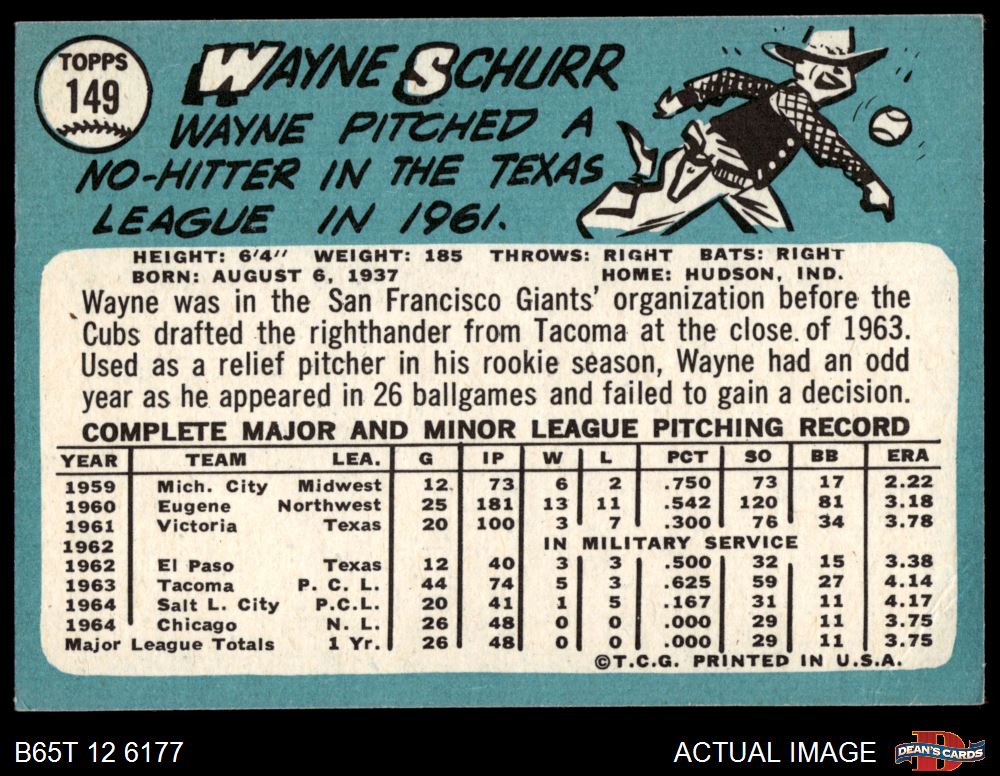 TOPPS
149
WAYNE SCHURR
WAYNE PITCHED A
NO-HITTER IN THE TEXAS
LEAGUE IN 1961.
HEIGHT: 6'4" WEIGHT: 185 THROWS: RIGHT BATS: RIGHT
BORN: AUGUST 6, 1937 HOME: HUDSON, IND.
Wayne was in the San Francisco Giants' organization before the
Cubs drafted the righthander from Tacoma at the close. of 1963.
Used as a relief pitcher in his rookie season, Wayne had an odd
year as he appeared in 26 ballgames and failed to gain a decision.
COMPLETE MAJOR AND MINOR LEAGUE PITCHING RECORD
YEAR TEAM LEA. G IP W L PCT SO BB ERA
1959 Mich. City Midwest 12 73 6 2 .750 73 17 2.22
1960 Eugene Northwest 25 181 13 11 .542 120 81 3.18
1961 Victoria Texas 20 100 3 7 .300 76 34 3.78
1962 IN MILITARY SERVICE
1962 El Paso Texas 12 40 3 3 .500 32 15 3.38
1963 Tacoma P. C. L. 44 74 5 3 .625 59 27 4.14
1964 Salt L. City P.C.L. 20 41 1 5 .167 31 11 4.17
1964 Chicago N. L. 26 48 0 0 .000 29 11 3.75
Major League Totals 1 Yr. 26 48 0 0 .000 29 11 3.75
©T.C.G. PRINTED IN U.S.A.
B65T 12 6177 ACTUAL IMAGE DEAN'S CARDS